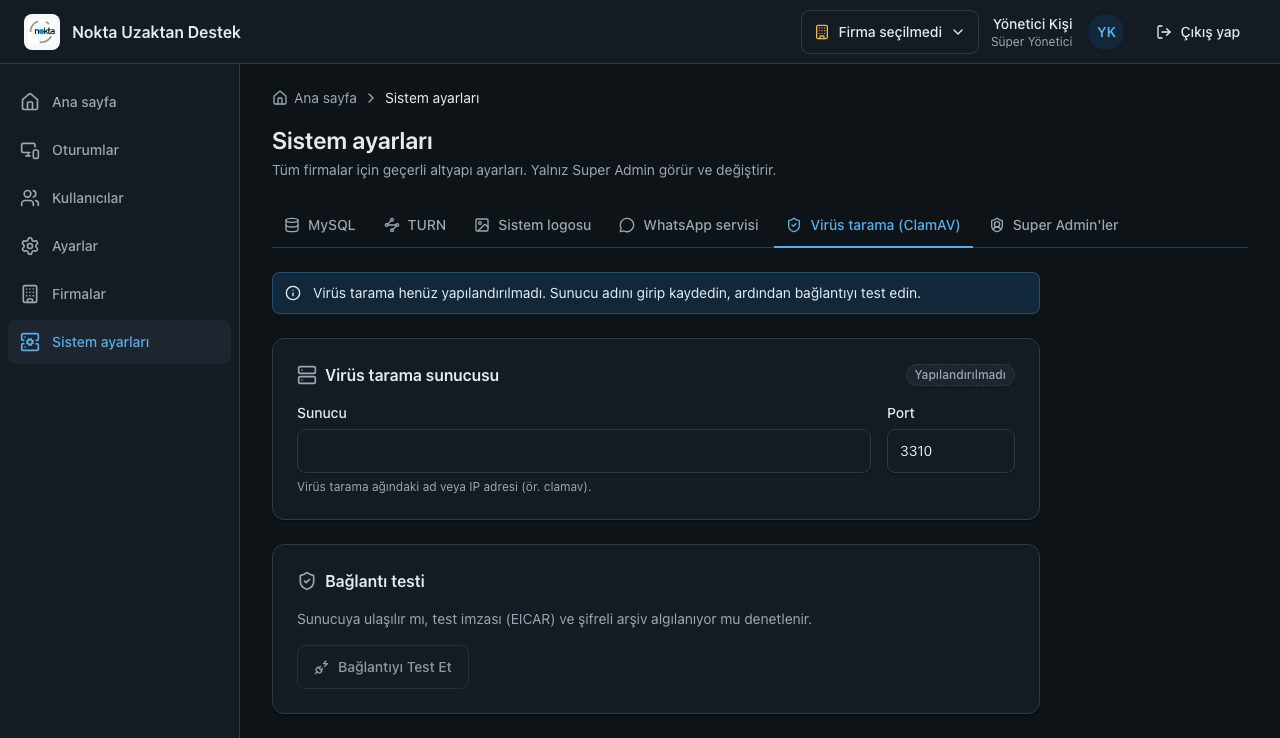 nokta
Nokta Uzaktan Destek
Firma seçilmedi
Yönetici Kişi
Süper Yönetici
YK
Çıkış yap
Ana sayfa
Oturumlar
Kullanıcılar
Ayarlar
Firmalar
Sistem ayarları
Ana sayfa > Sistem ayarları
Sistem ayarları
Tüm firmalar için geçerli altyapı ayarları. Yalnız Super Admin görür ve değiştirir.
MySQL TURN Sistem logosu WhatsApp servisi Virüs tarama (ClamAV) Super Admin'ler
Virüs tarama henüz yapılandırılmadı. Sunucu adını girip kaydedin, ardından bağlantıyı test edin.
Virüs tarama sunucusu
Yapılandırılmadı
Sunucu Port
3310
Virüs tarama ağındaki ad veya IP adresi (ör. clamav).
Bağlantı testi
Sunucuya ulaşılır mı, test imzası (EICAR) ve şifreli arşiv algılanıyor mu denetlenir.
Bağlantıyı Test Et